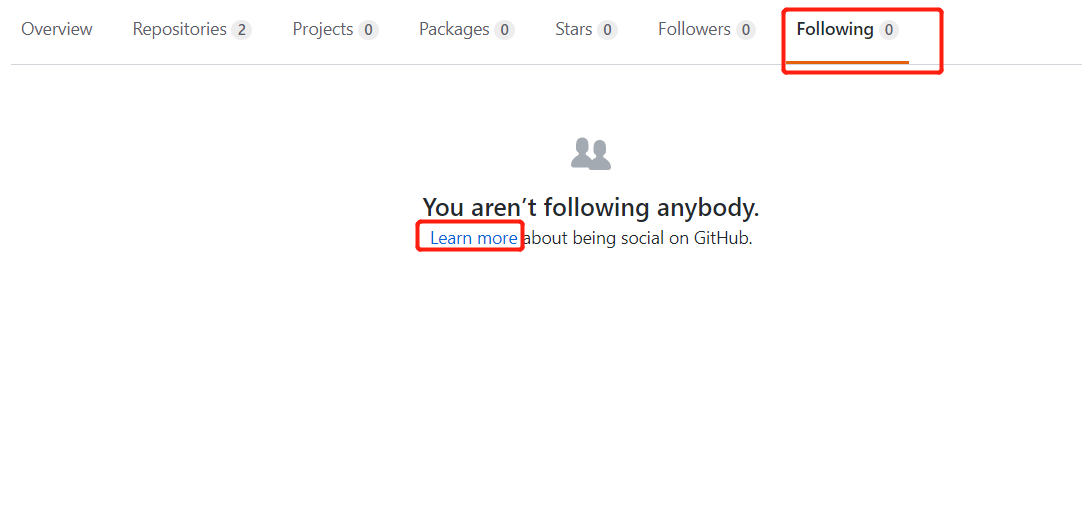 Overview Repositories 2 Projects 0 Packages 0 Stars 0 Followers 0 Following 0
You aren’t following anybody.
Learn more about being social on GitHub.